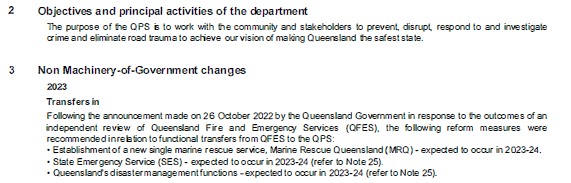 2 Objectives and principal activities of the department
The purpose of the QPS is to work with the community and stakeholders to prevent, disrupt, respond to and investigate
crime and eliminate road trauma to achieve our vision of making Queensland the safest state.
3 Non Machinery-of-Government changes
2023
Transfers in
Following the announcement made on 26 October 2022 by the Queensland Government in response to the outcomes of an
independent review of Queensland Fire and Emergency Services (QFES), the following reform measures were
recommended in relation to functional transfers from QFES to the QPS:
• Establishment of a new single marine rescue service, Marine Rescue Queensland (MRQ) - expected to occur in 2023-24.
• State Emergency Service (SES) - expected to occur in 2023-24 (refer to Note 25).
• Queensland's disaster management functions - expected to occur in 2023-24 (refer to Note 25).